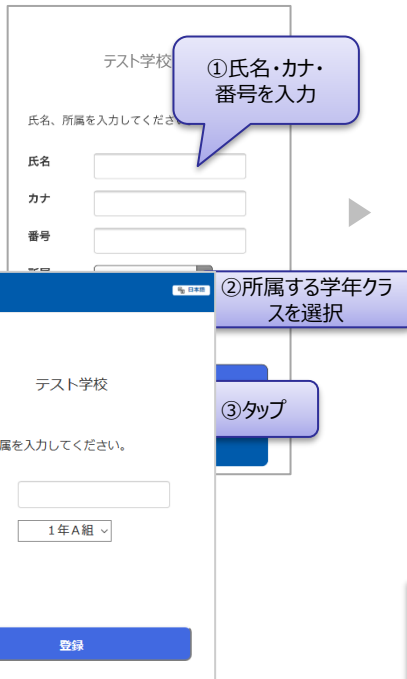 テスト学校
①氏名・カナ・
番号を入力
氏名、所属を入力してくださ
氏名
カナ
番号
日本語
②所属する学年クラ
スを選択
テスト学校
③タップ
属を入力してください。
1年A組
登録